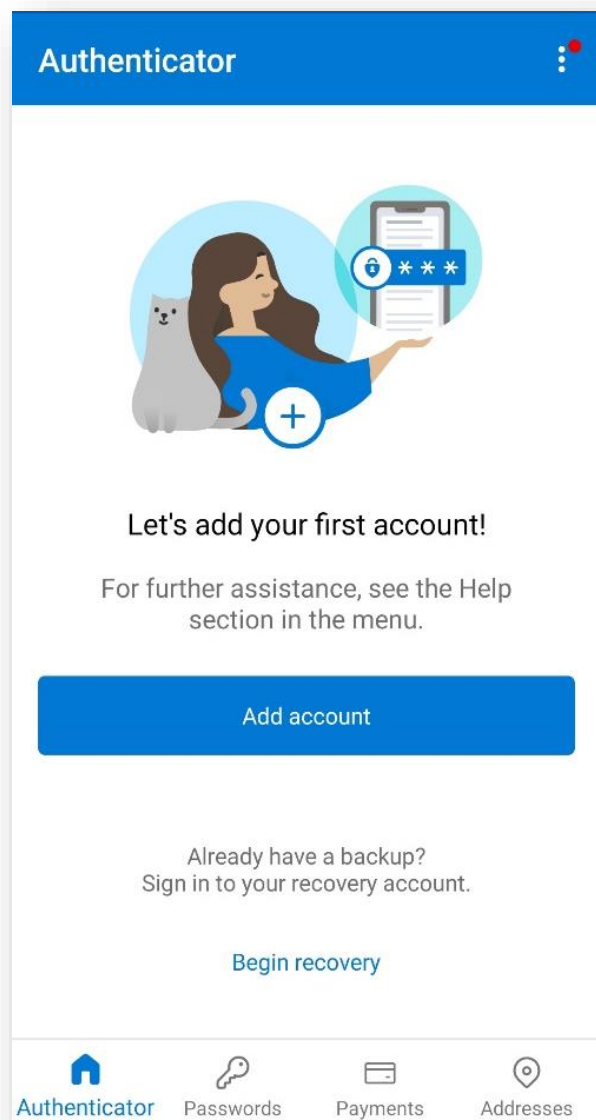 Authenticator
***
Let's add your first account!
For further assistance, see the Help
section in the menu.
Add account
Already have a backup?
Sign in to your recovery account.
Begin recovery
Authenticator Passwords Payments Addresses